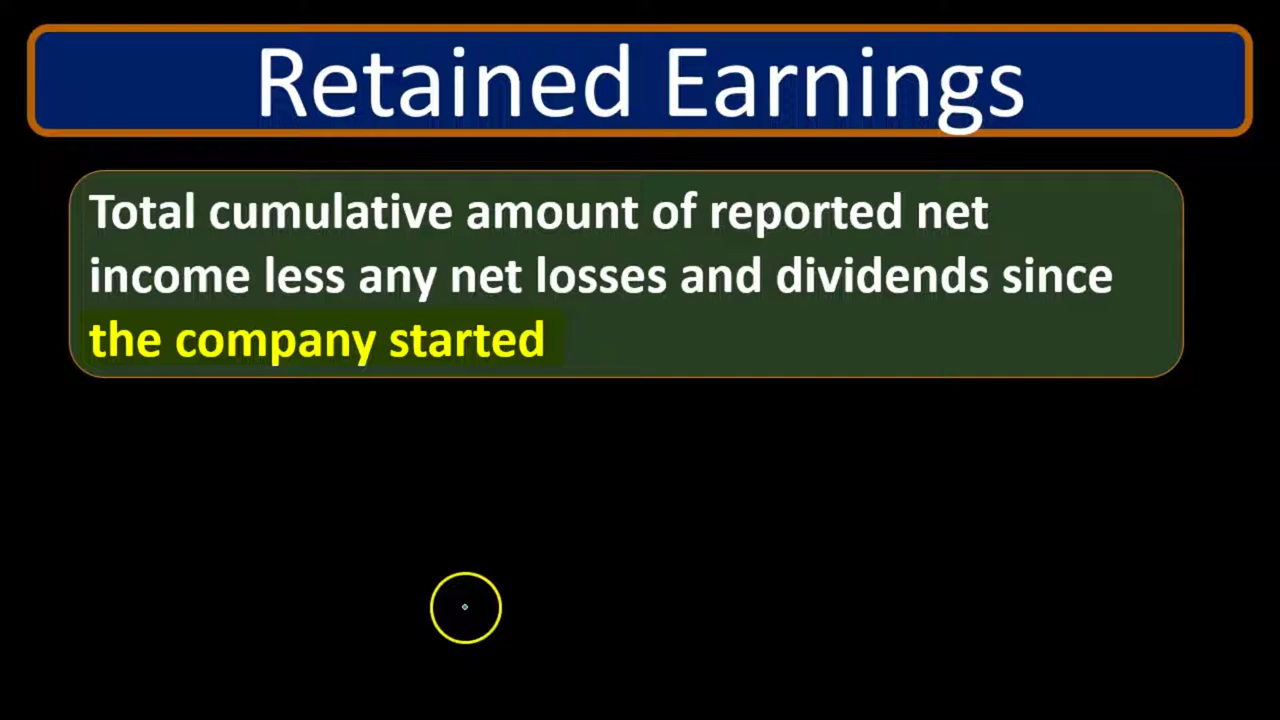 Retained Earnings
Total cumulative amount of reported net
income less any net losses and dividends since
the company started